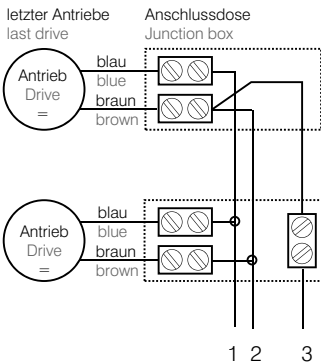 letzter Antriebe Anschlussdose
last drive Junction box
blau
blue
Antrieb
Drive
=
braun
brown
blau
blue
Antrieb
Drive
=
braun
brown
1 2 3